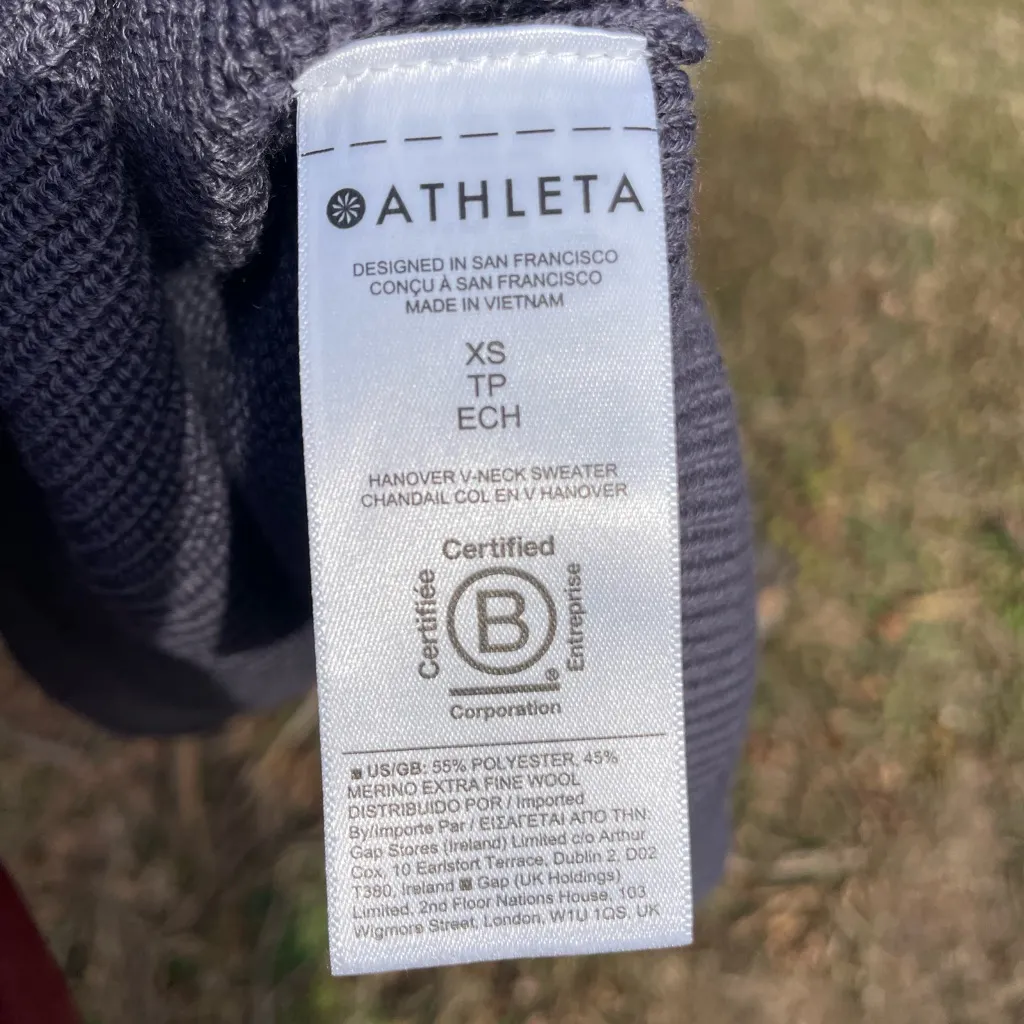 ATHLETA
DESIGNED IN SAN FRANCISCO
CONÇU À SAN FRANCISCO
MADE IN VIETNAM
XS
TP
ECH
HANOVER V-NECK SWEATER
CHANDAIL COL EN V HANOVER
Certified
Certifiée
B
Entreprise
®
Corporation
US/GB: 55% POLYESTER, 45%
MERINO EXTRA FINE WOOL
DISTRIBUIDO POR / Imported
By/Importe Par / ΕΙΣΑΓΕΤΑΙ ΑΠΟ ΤΗΝ:
Gap Stores (Ireland) Limited c/o Arthur
Cox, 10 Earlsfort Terrace, Dublin 2, D02
T380, Ireland Gap (UK Holdings)
Limited, 2nd Floor Nations House, 103
Wigmore Street, London, W1U 1QS, UK